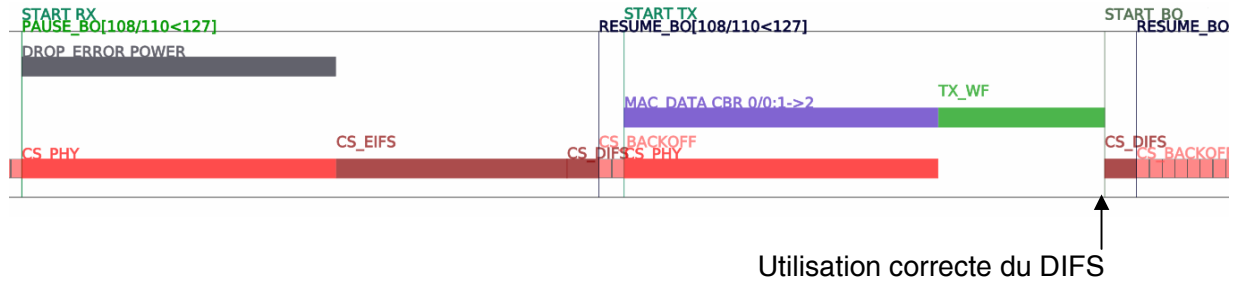 START RX
START TX
START_BO
PAUSE_BO[108/110<127]
RESUME_BO[108/110<127]
RESUME_BO
DROP_ERROR POWER
TX_WF
MAC_DATA CBR 0/0:1->2
CS_EIFS
CS_BACKOFF
CS_DIFS
CS_PHY
CS_DIFS
CS_PHY
CS_BACKOFF
Utilisation correcte du DIFS